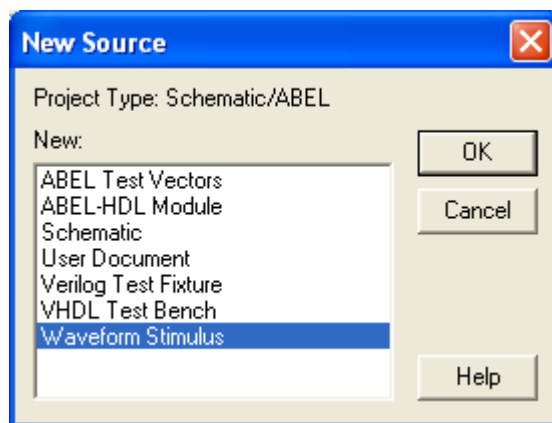 New Source
Project Type: Schematic/ABEL
New:
ABEL Test Vectors
ABEL-HDL Module
Schematic
User Document
Verilog Test Fixture
VHDL Test Bench
Waveform Stimulus
OK
Cancel
Help